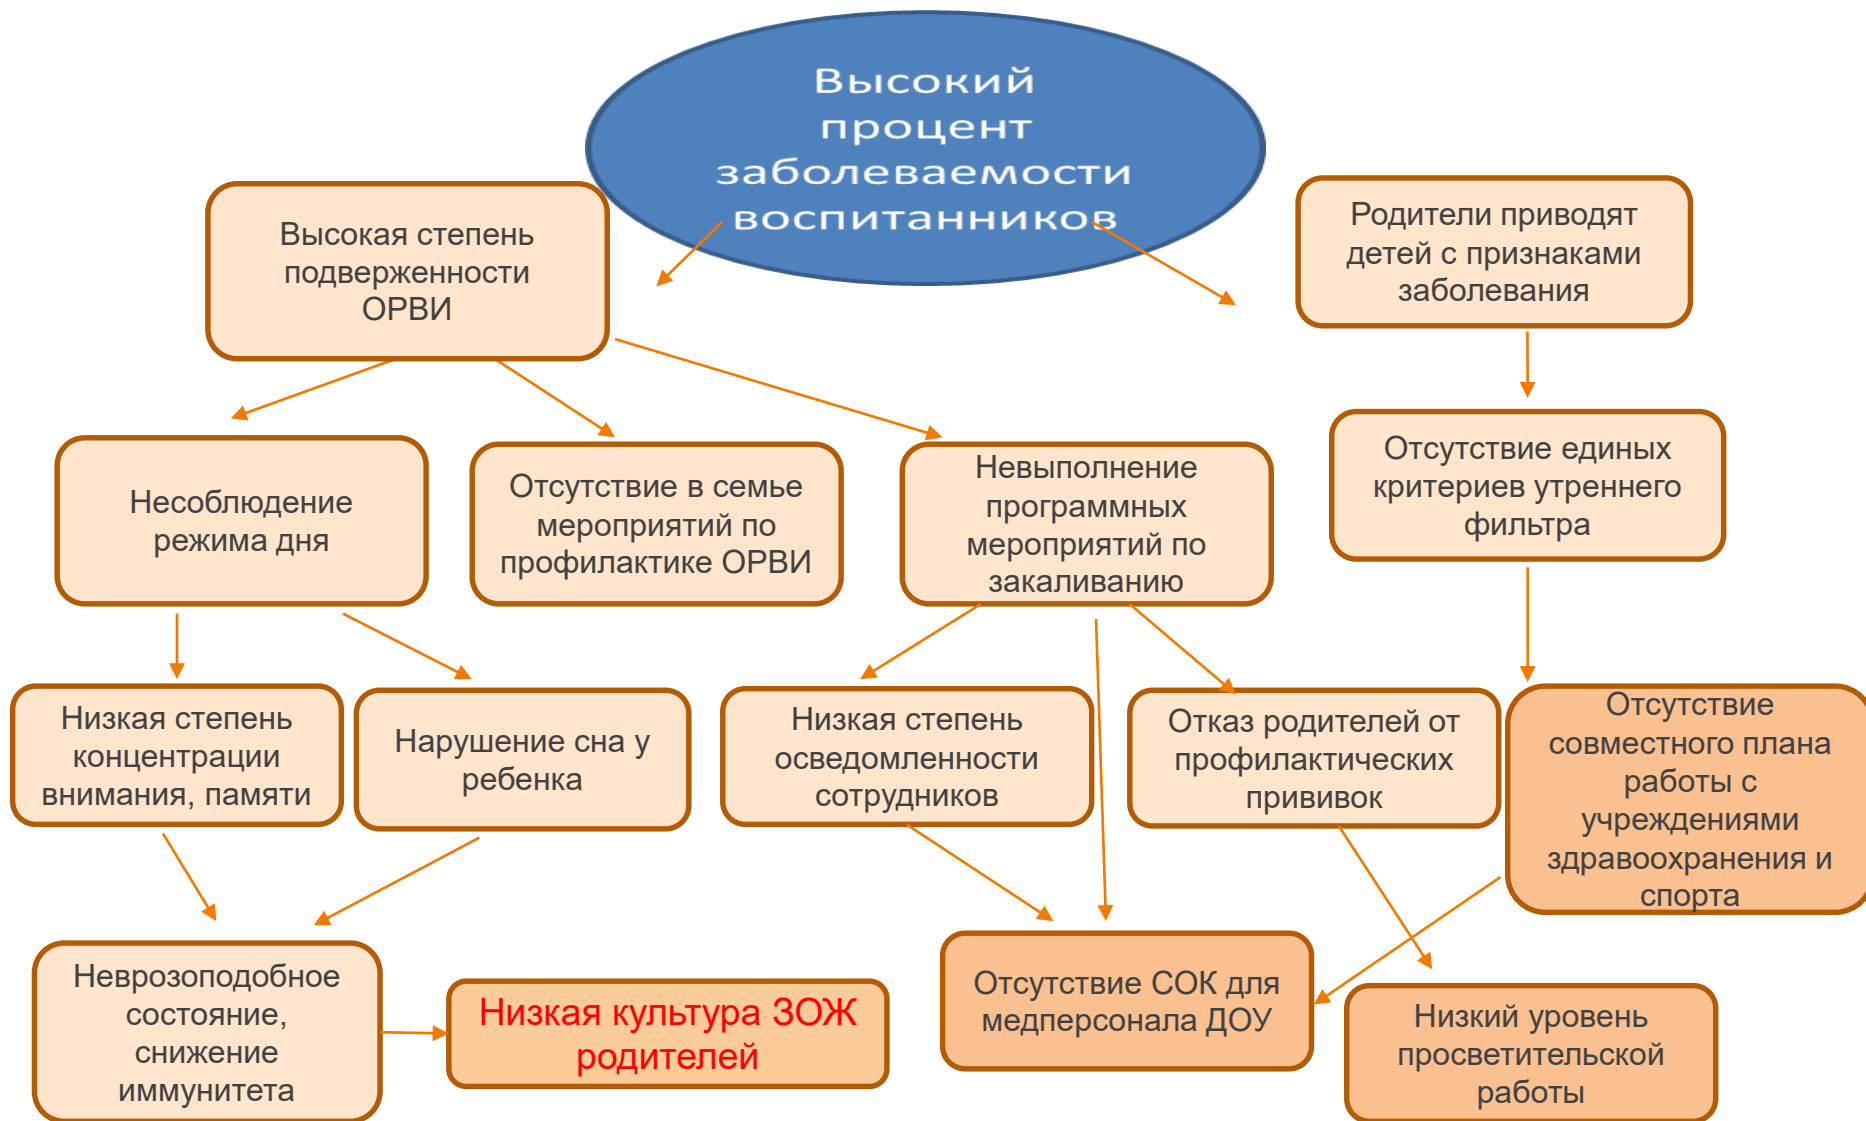 Высокий
процент
заболеваемости
воспитанников
Высокая степень
подверженности
ОРВИ
Родители приводят
детей с признаками
заболевания
Несоблюдение
режима дня
Отсутствие в семье
мероприятий по
профилактике ОРВИ
Невыполнение
программных
мероприятий по
закаливанию
Отсутствие единых
критериев утреннего
фильтра
Низкая степень
концентрации
внимания, памяти
Нарушение сна у
ребенка
Низкая степень
осведомленности
сотрудников
Отказ родителей от
профилактических
прививок
Отсутствие
совместного плана
работы с
учреждениями
здравоохранения и
спорта
Неврозоподобное
состояние,
снижение
иммунитета
Низкая культура ЗОЖ
родителей
Отсутствие СОК для
медперсонала ДОУ
Низкий уровень
просветительской
работы